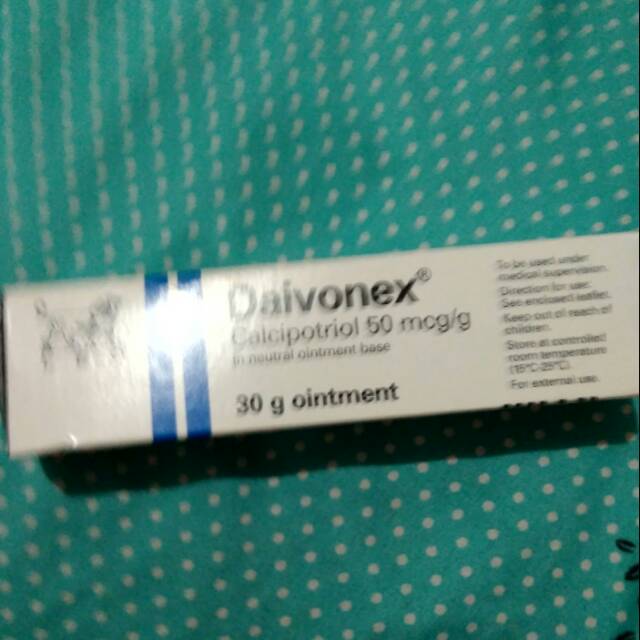 Daivonex®
Calcipotriol 50 mcg/g
in neutral ointment base
30 g ointment
To be used under
medical supervision.
Direction for use:
See enclosed leaflet.
Keep out of reach of
children.
Store at controlled
room temperature
(15°C-25°C).
For external use.